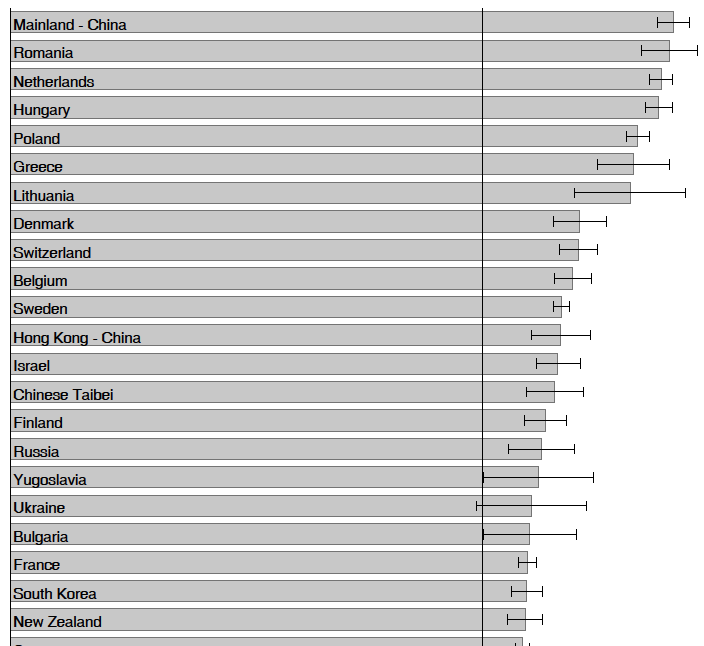 Mainland - China
Romania
Netherlands
Hungary
Poland
Greece
Lithuania
Denmark
Switzerland
Belgium
Sweden
Hong Kong - China
Israel
Chinese Taibei
Finland
Russia
Yugoslavia
Ukraine
Bulgaria
France
South Korea
New Zealand